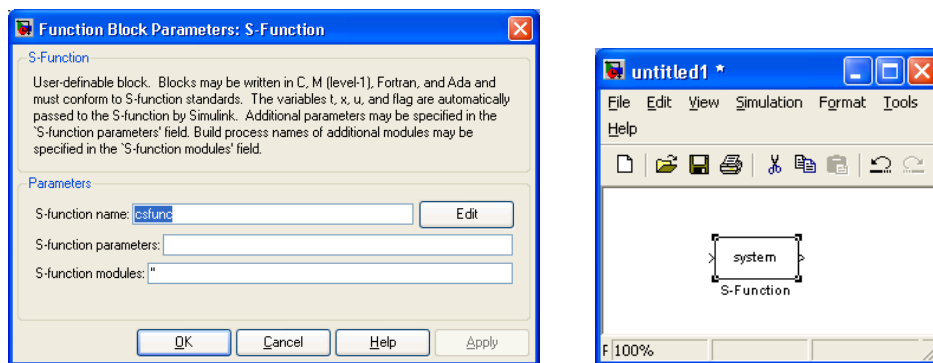 Function Block Parameters: S-Function
S-Function
User-definable block. Blocks may be written in C, M (level-1), Fortran, and Ada and
must conform to S-function standards. The variables t, x, u, and flag are automatically
passed to the S-function by Simulink. Additional parameters may be specified in the
`S-function parameters' field. Build process names of additional modules may be
specified in the `S-function modules' field.
Parameters
S-function name: csfunc Edit
S-function parameters:
S-function modules: ''
OK Cancel Help Apply
untitled1 *
File Edit View Simulation Format Tools
Help
system
S-Function
F 100%